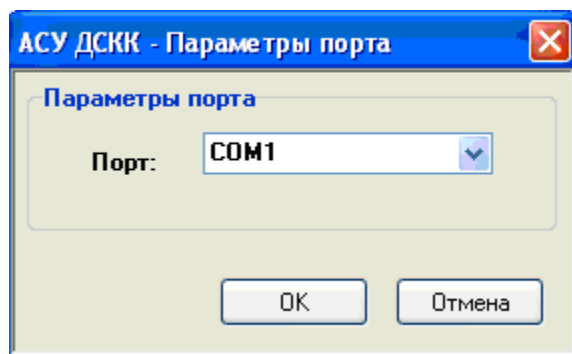 АСУ ДСКК - Параметры порта
Параметры порта
Порт: COM1
OK Отмена